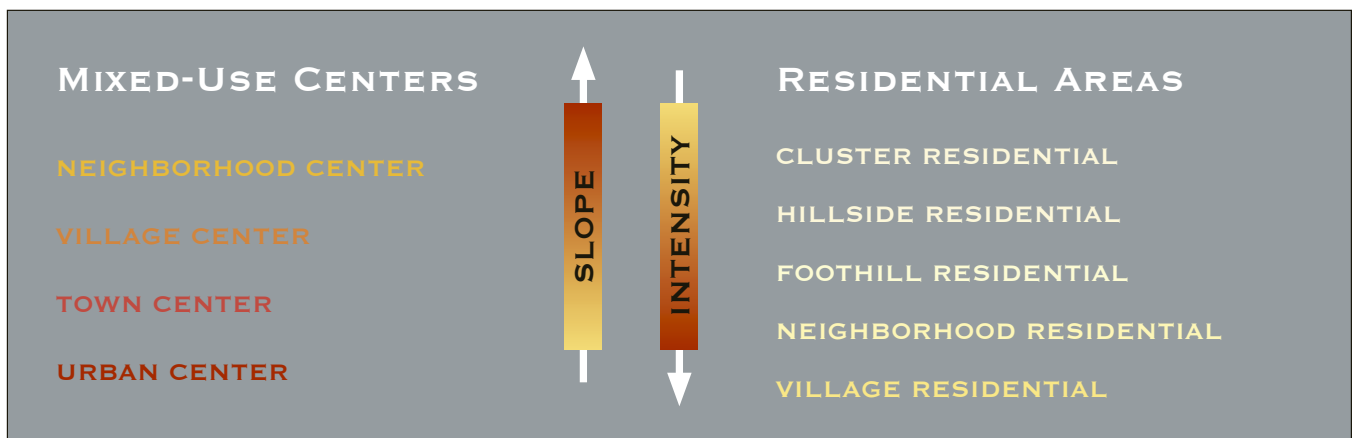 Mixed-Use Centers
NEIGHBORHOOD CENTER
VILLAGE CENTER
TOWN CENTER
URBAN CENTER
SLOPE
INTENSITY
Residential Areas
CLUSTER RESIDENTIAL
HILLSIDE RESIDENTIAL
FOOTHILL RESIDENTIAL
NEIGHBORHOOD RESIDENTIAL
VILLAGE RESIDENTIAL